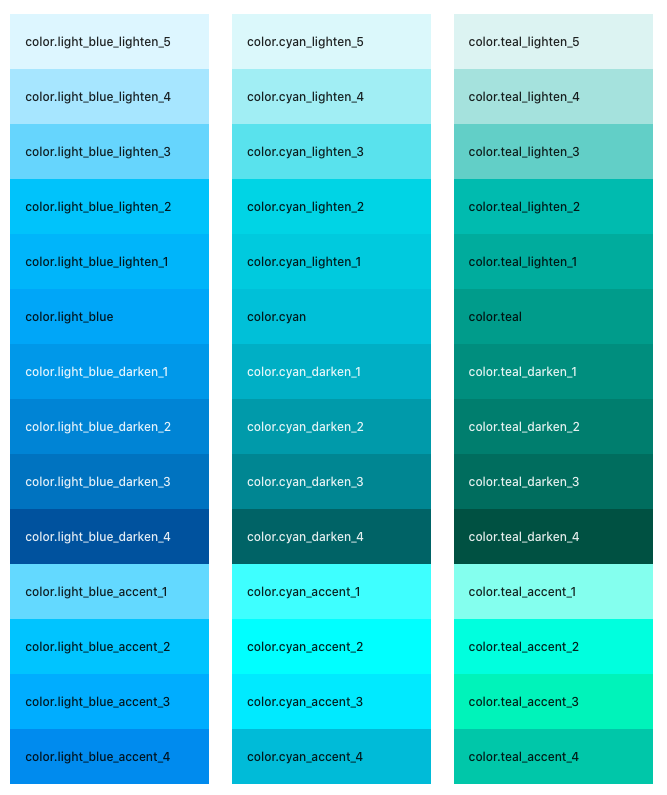 color.light_blue_lighten_5
color.light_blue_lighten_4
color.light_blue_lighten_3
color.light_blue_lighten_2
color.light_blue_lighten_1
color.light_blue
color.light_blue_darken_1
color.light_blue_darken_2
color.light_blue_darken_3
color.light_blue_darken_4
color.light_blue_accent_1
color.light_blue_accent_2
color.light_blue_accent_3
color.light_blue_accent_4
color.cyan_lighten_5
color.cyan_lighten_4
color.cyan_lighten_3
color.cyan_lighten_2
color.cyan_lighten_1
color.cyan
color.cyan_darken_1
color.cyan_darken_2
color.cyan_darken_3
color.cyan_darken_4
color.cyan_accent_1
color.cyan_accent_2
color.cyan_accent_3
color.cyan_accent_4
color.teal_lighten_5
color.teal_lighten_4
color.teal_lighten_3
color.teal_lighten_2
color.teal_lighten_1
color.teal
color.teal_darken_1
color.teal_darken_2
color.teal_darken_3
color.teal_darken_4
color.teal_accent_1
color.teal_accent_2
color.teal_accent_3
color.teal_accent_4